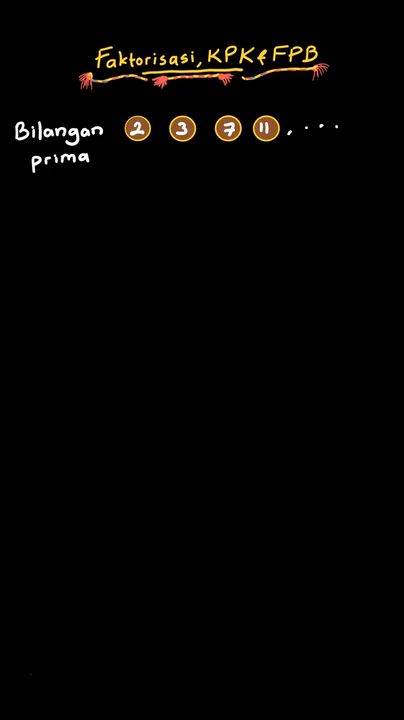 Faktorisasi, KPK & FPB
Bilangan 2 3 7 11, ...
prima